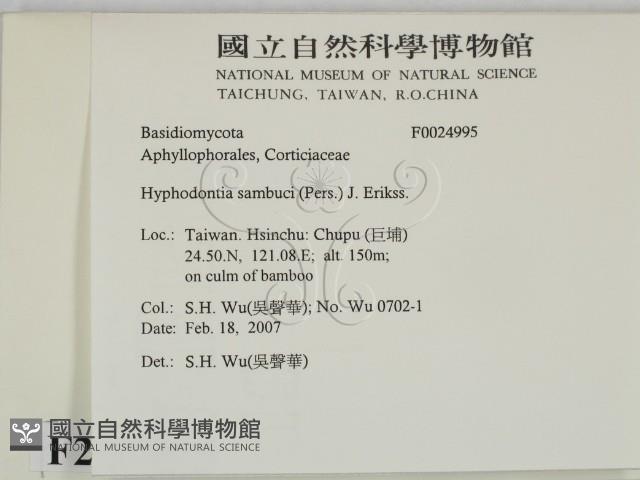 國立自然科學博物館
NATIONAL MUSEUM OF NATURAL SCIENCE
TAICHUNG, TAIWAN, R.O.CHINA
Basidiomycota F0024995
Aphyllophorales, Corticiaceae
Hyphodontia sambuci (Pers.) J. Erikss.
Loc.: Taiwan. Hsinchu: Chupu (巨埔)
24.50.N, 121.08.E; alt. 150m;
on culm of bamboo
Col.: S.H. Wu(吳聲華); No. Wu 0702-1
Date: Feb. 18, 2007
Det.: S.H. Wu(吳聲華)
國立自然科學博物館
NATIONAL MUSEUM OF NATURAL SCIENCE
F2